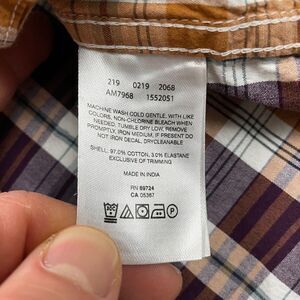 219 0219 2068
AM7968 1552051
MACHINE WASH COLD GENTLE, WITH LIKE
COLORS, NON-CHLORINE BLEACH WHEN
NEEDED, TUMBLE DRY LOW, REMOVE
PROMPTLY, IRON MEDIUM, IF PRESENT DO
NOT IRON DECAL, DRYCLEANABLE
SHELL: 97.0% COTTON, 3.0% ELASTANE
EXCLUSIVE OF TRIMMING
MADE IN INDIA
RN 69724
CA 05367